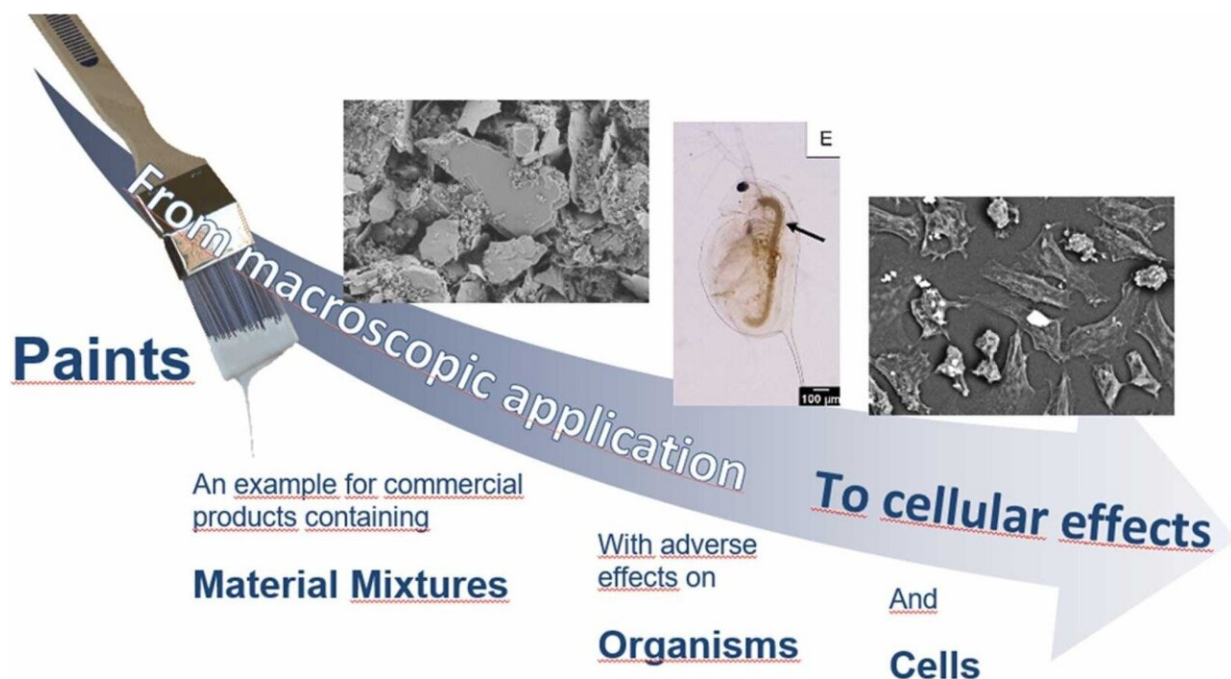 From macroscopic application
To cellular effects
E
100 µm
Paints
An example for commercial
products containing
Material Mixtures
With adverse
effects on
Organisms
And
Cells